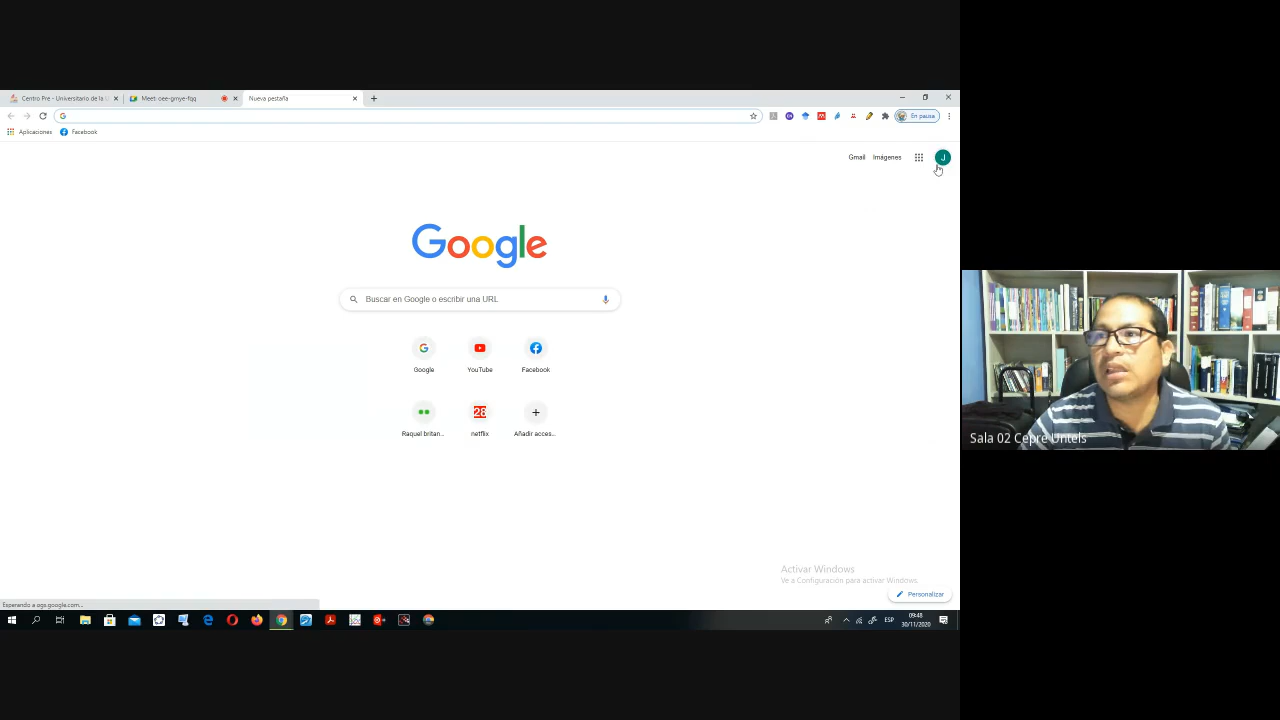 Centro Pre - Universitario de la U
Meet: oee-gmye-fqq
Nueva pestaña
En pausa
Aplicaciones
Facebook
Gmail
Imágenes
J
Google
Buscar en Google o escribir una URL
Google
YouTube
Facebook
28
Raquel britan...
netflix
Añadir acces...
Sala 02 Cepre Untels
Activar Windows
Ve a Configuración para activar Windows.
Personalizar
Esperando a ogs.google.com...
ESP
09:48
30/11/2020